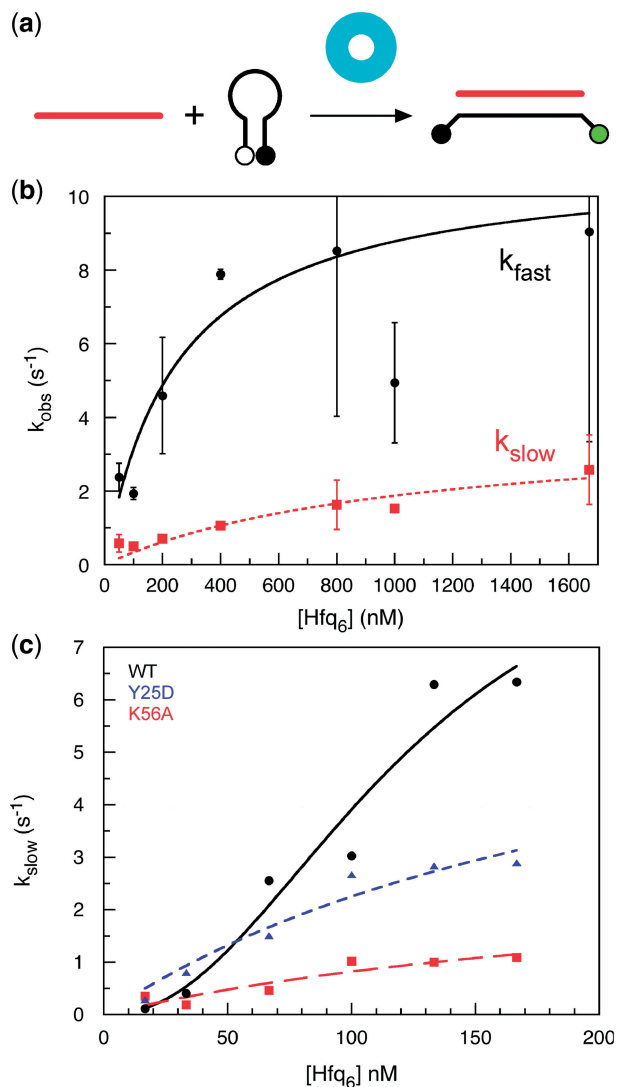 (a)
+
(b)
10
8
6
4
2
0
k_obs (s⁻¹)
k_fast
k_slow
0 200 400 600 800 1000 1200 1400 1600
[Hfq₆] (nM)
(c)
7
6
5
4
3
2
1
0
k_slow (s⁻¹)
WT
Y25D
K56A
0 50 100 150 200
[Hfq₆] nM